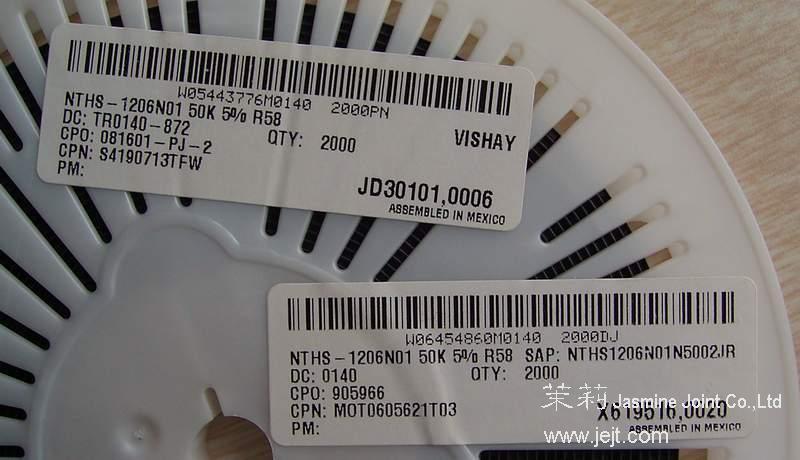 W05443776M0140 2000PN
NTHS-1206N01 50K 5% R58
DC: TR0140-872 QTY: 2000 VISHAY
CPO: 081601-PJ-2
CPN: S4190713TFW
PM:
JD30101,0006
ASSEMBLED IN MEXICO
W06454860M0140 2000DJ
NTHS-1206N01 50K 5% R58 SAP: NTHS1206N01N5002JR
DC: 0140 QTY: 2000
CPO: 905966
CPN: MOT0605621T03
PM:
X619516,0020
ASSEMBLED IN MEXICO
茉莉 Jasmine Joint Co.,Ltd
www.jejt.com